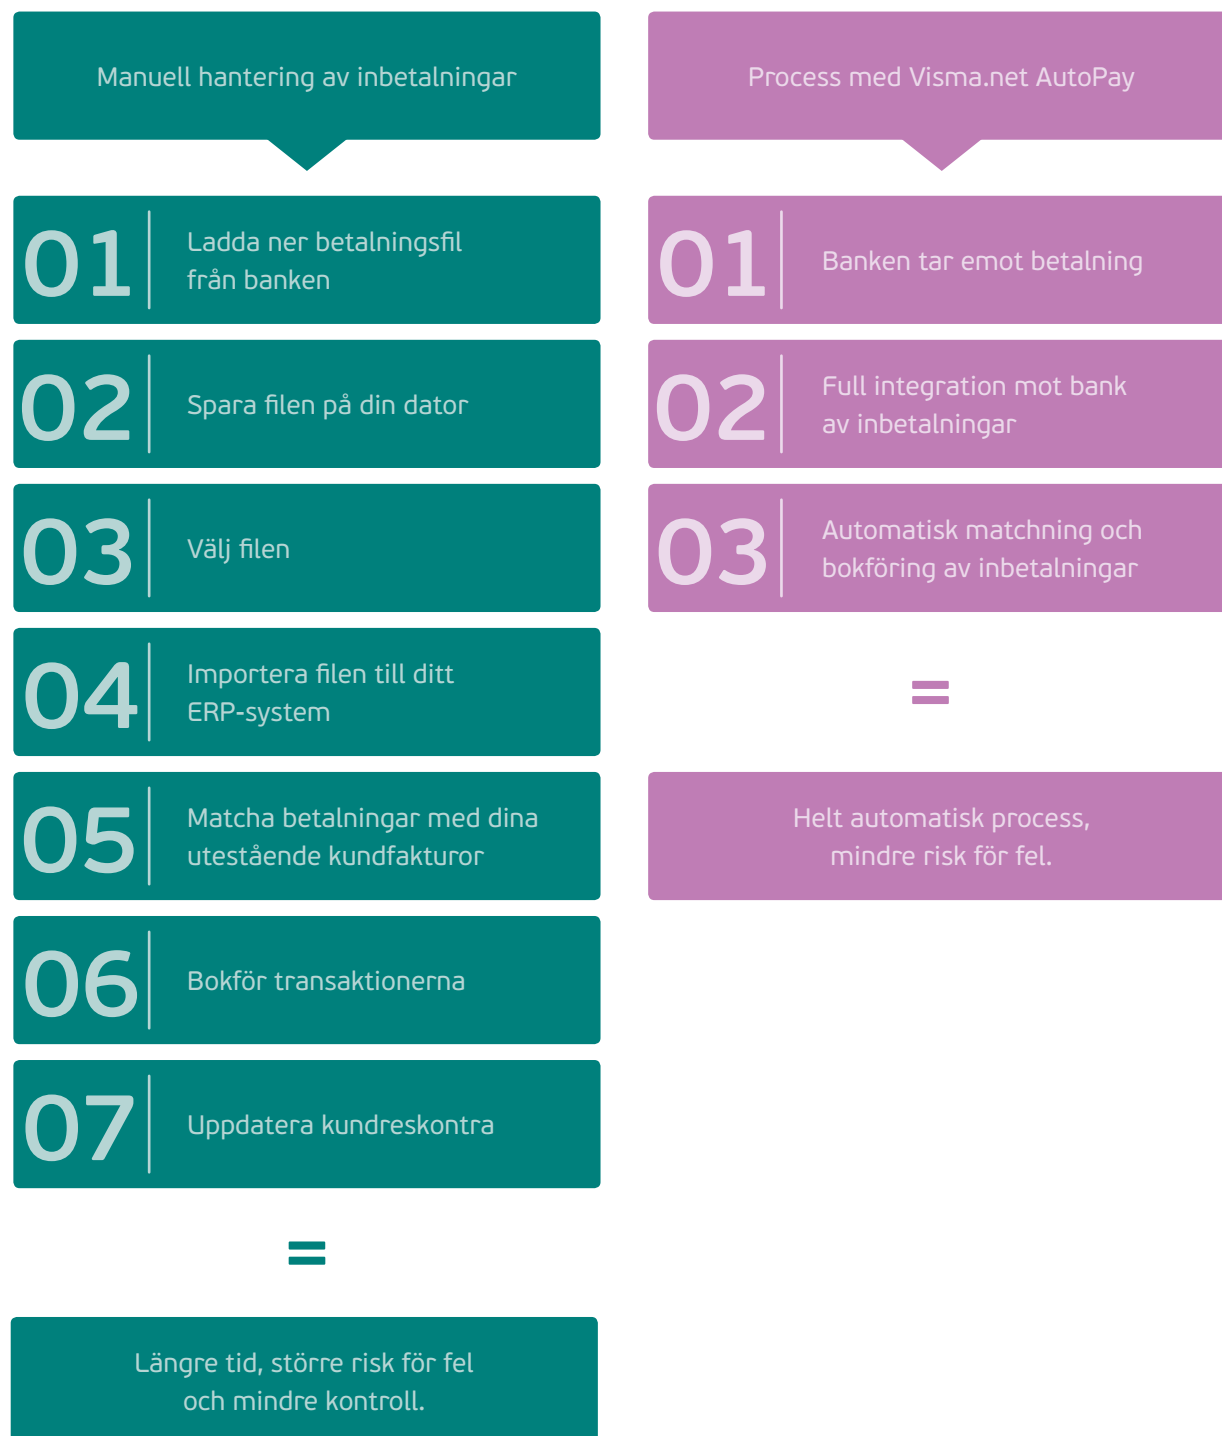 Manuell hantering av inbetalningar
01
Ladda ner betalningsfil
från banken
02
Spara filen på din dator
03
Välj filen
04
Importera filen till ditt
ERP-system
05
Matcha betalningar med dina
utestående kundfakturor
06
Bokför transaktionerna
07
Uppdatera kundreskontra
=
Längre tid, större risk för fel
och mindre kontroll.
Process med Visma.net AutoPay
01
Banken tar emot betalning
02
Full integration mot bank
av inbetalningar
03
Automatisk matchning och
bokföring av inbetalningar
=
Helt automatisk process,
mindre risk för fel.